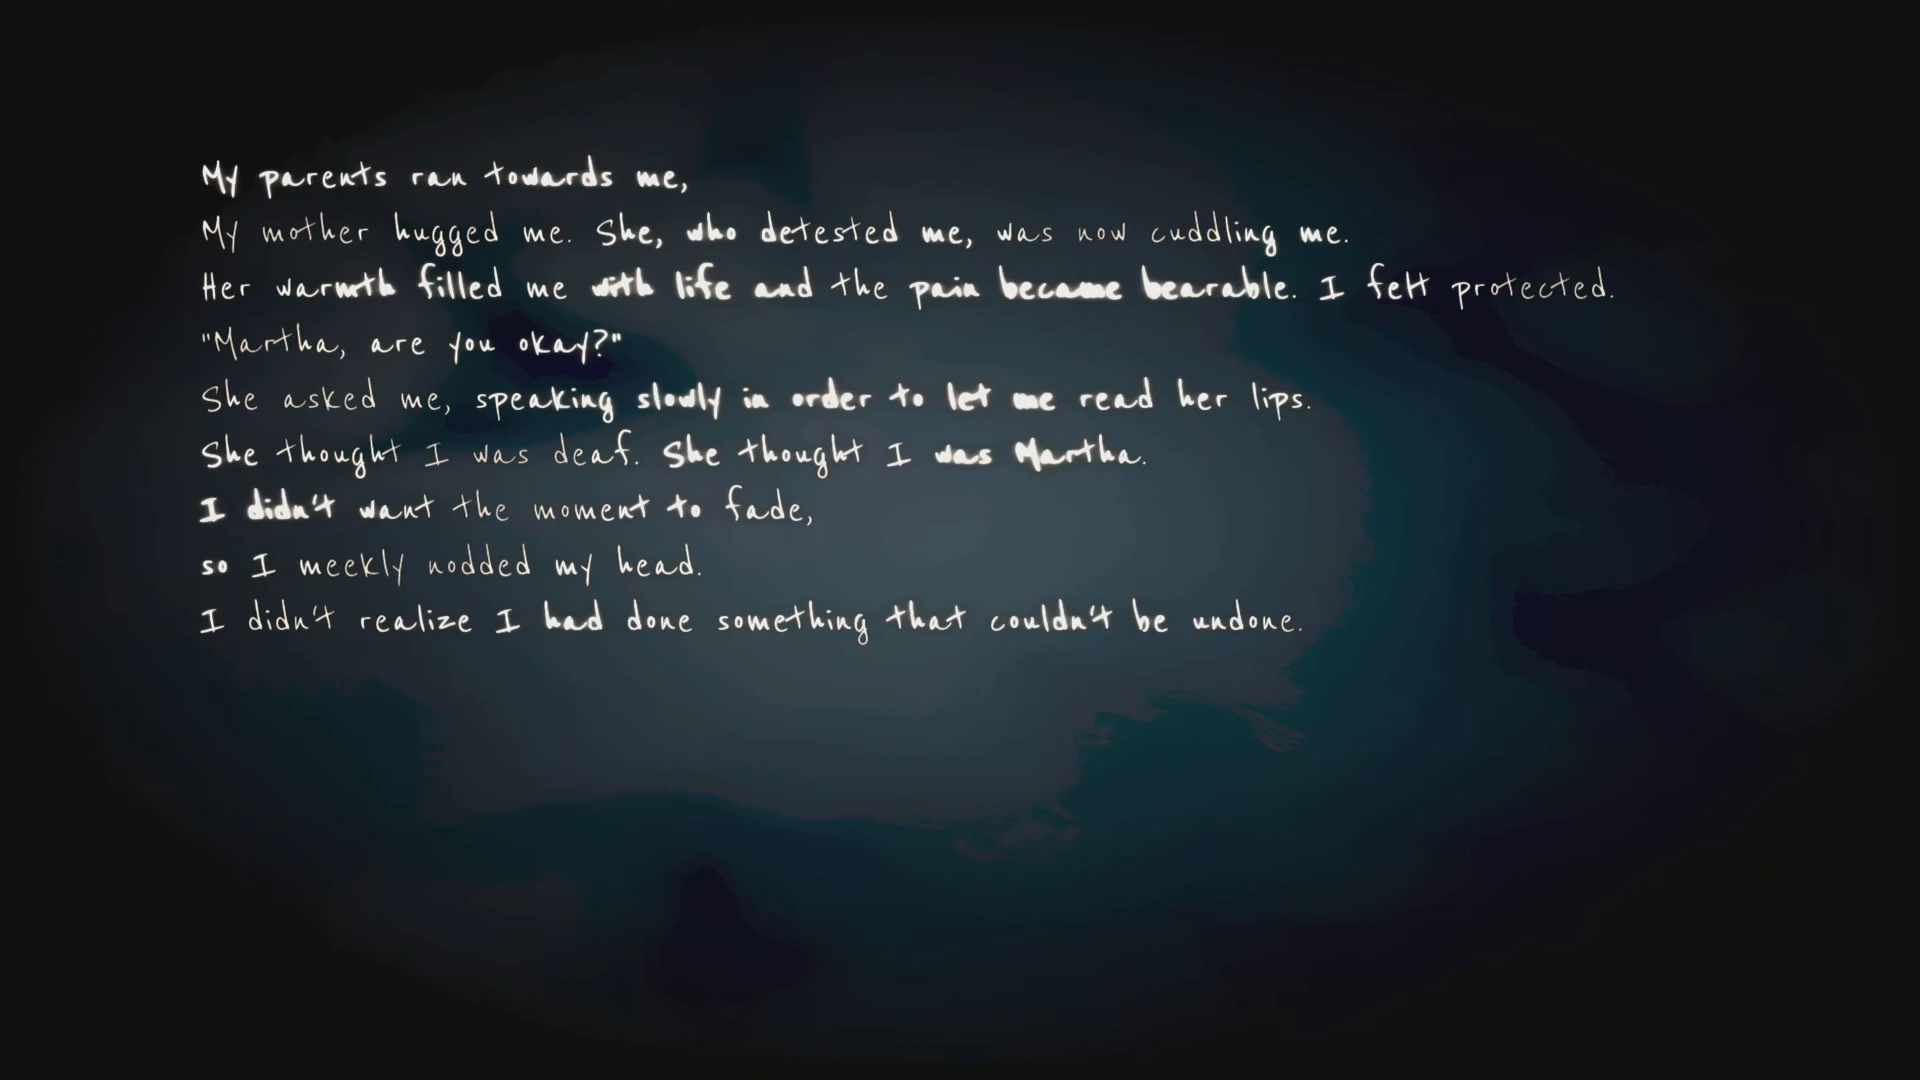 My parents ran towards me,
My mother hugged me. She, who detested me, was now cuddling me.
Her warmth filled me with life and the pain became bearable. I felt protected.
"Martha, are you okay?"
She asked me, speaking slowly in order to let me read her lips.
She thought I was deaf. She thought I was Martha.
I didn't want the moment to fade,
so I meekly nodded my head.
I didn't realize I had done something that couldn't be undone.